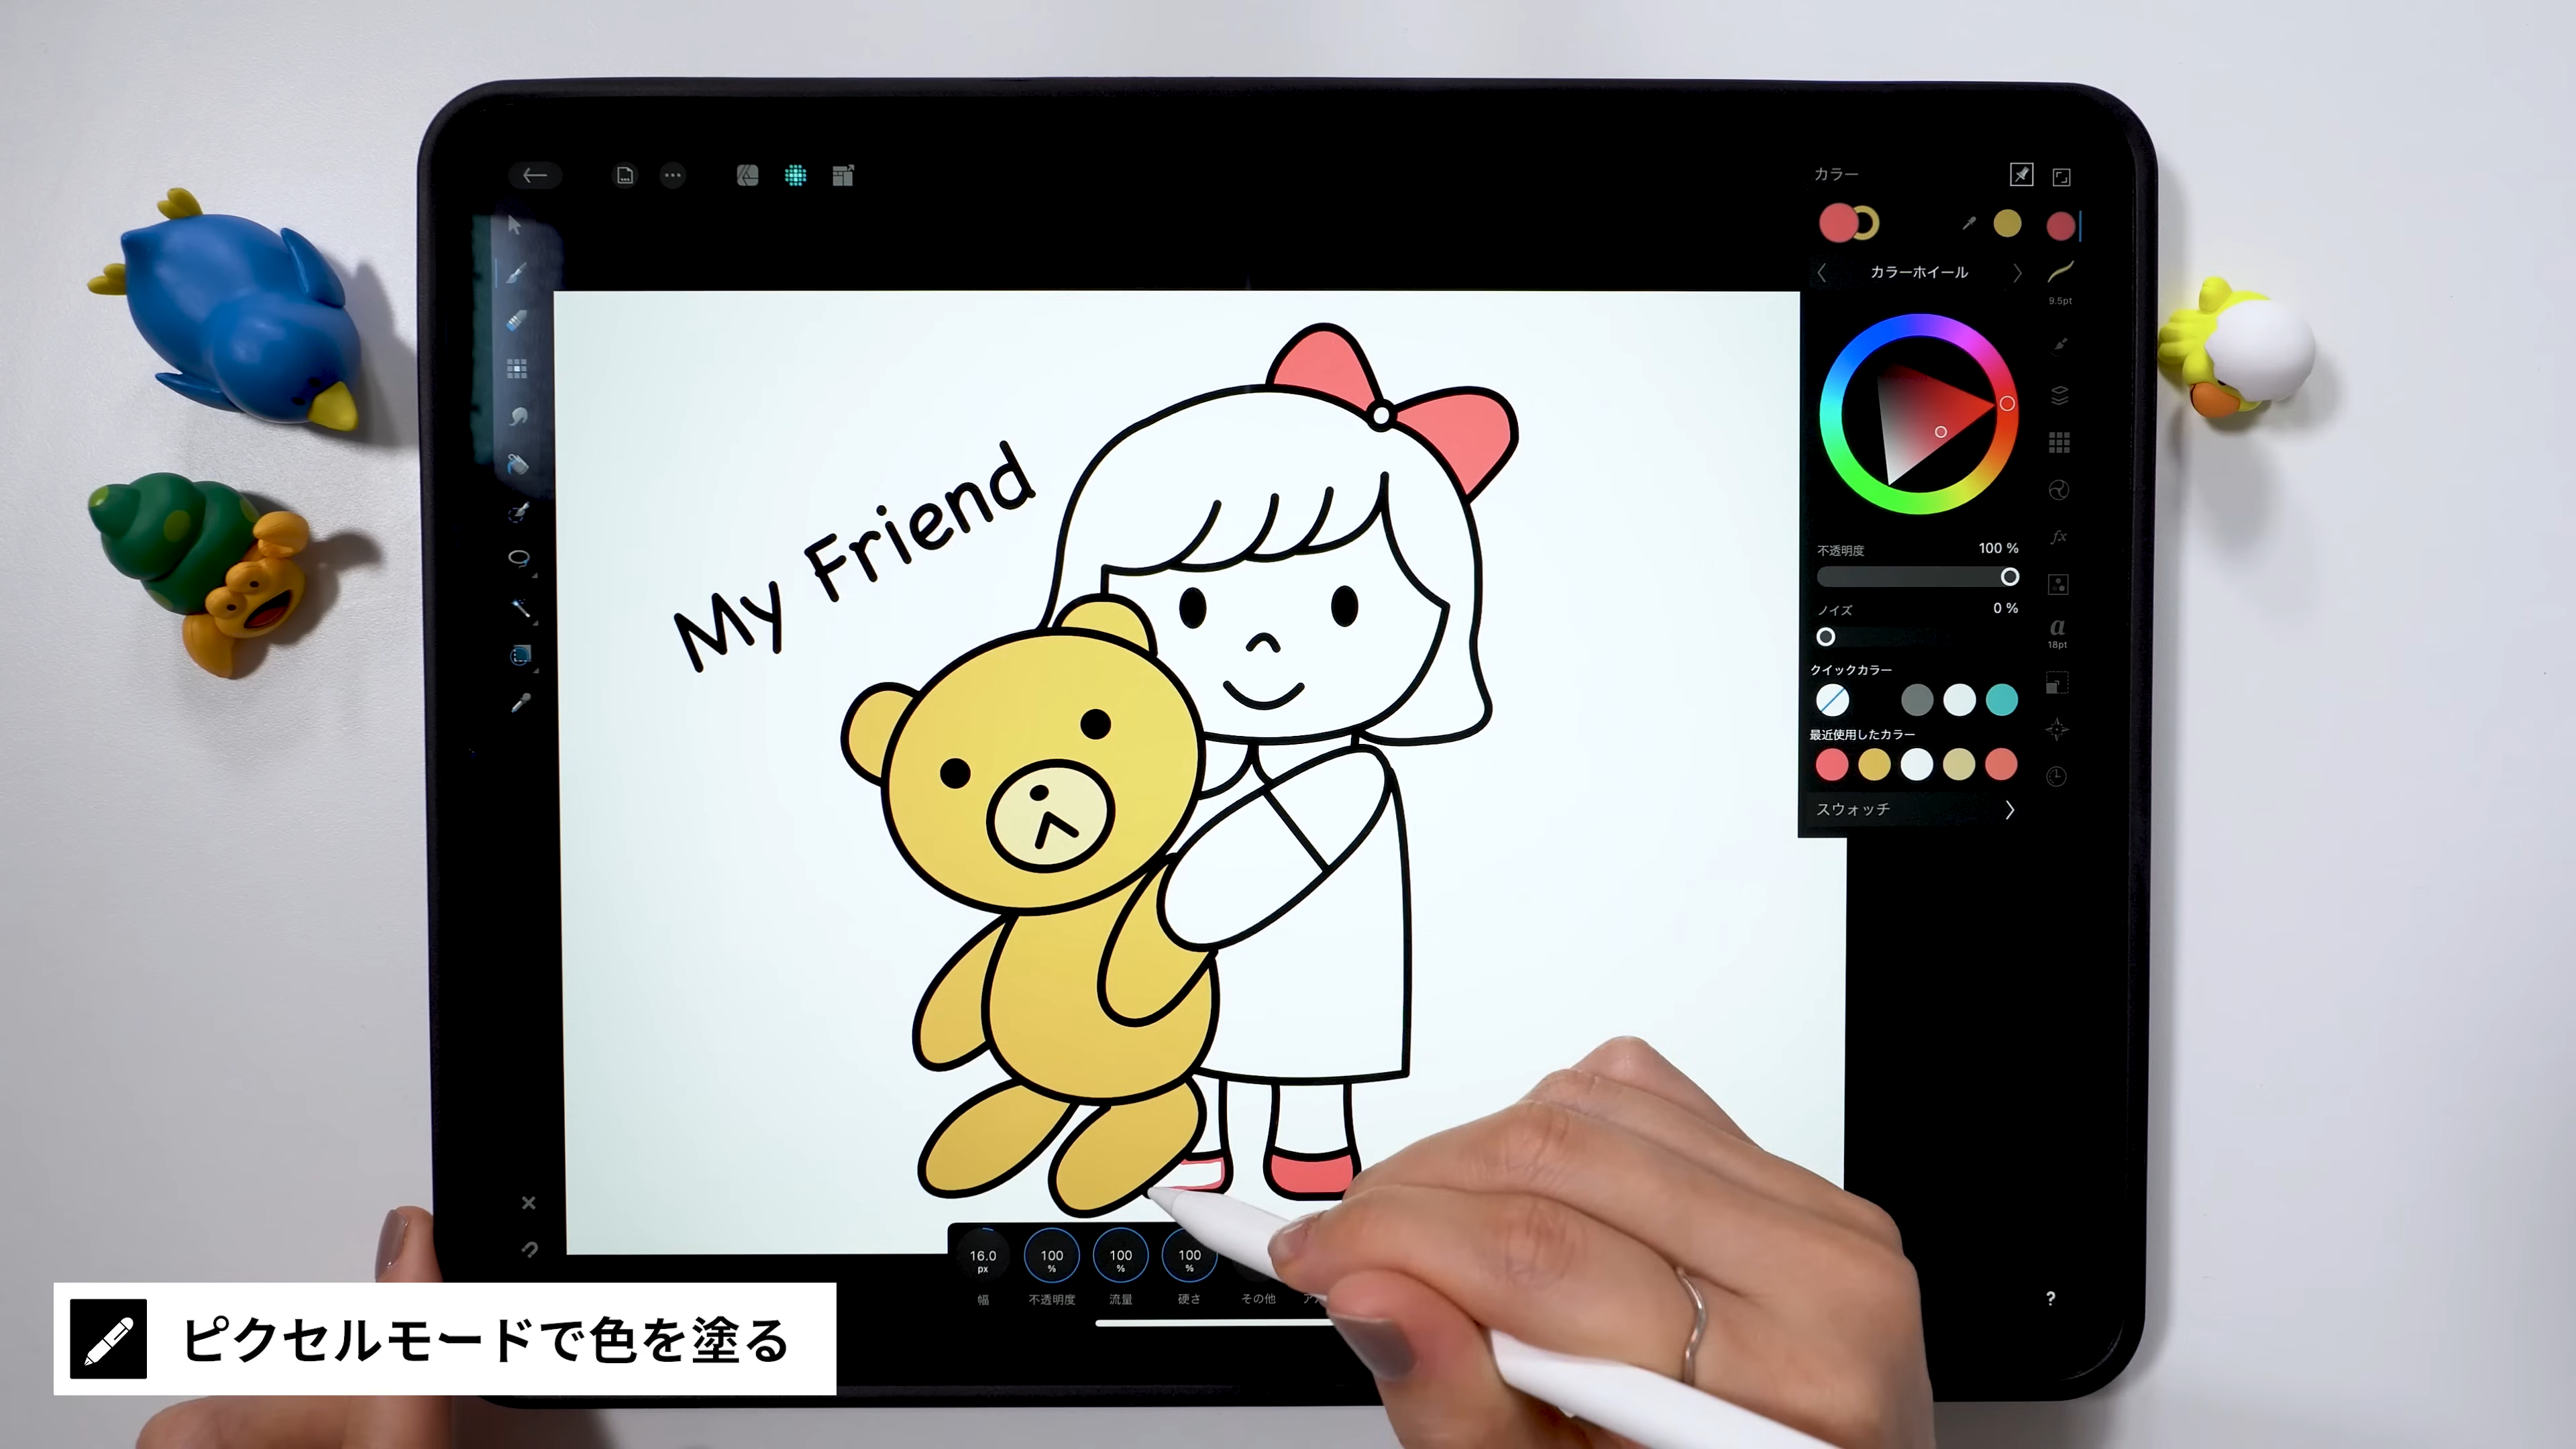 カラー
カラーホイール
9.5pt
My Friend
不透明度
100 %
ノイズ
0 %
a
18pt
fx
クイックカラー
最近使用したカラー
スウォッチ
16.0
px
100
%
100
%
100
%
幅
不透明度
流量
硬さ
その他
?
ピクセルモードで色を塗る